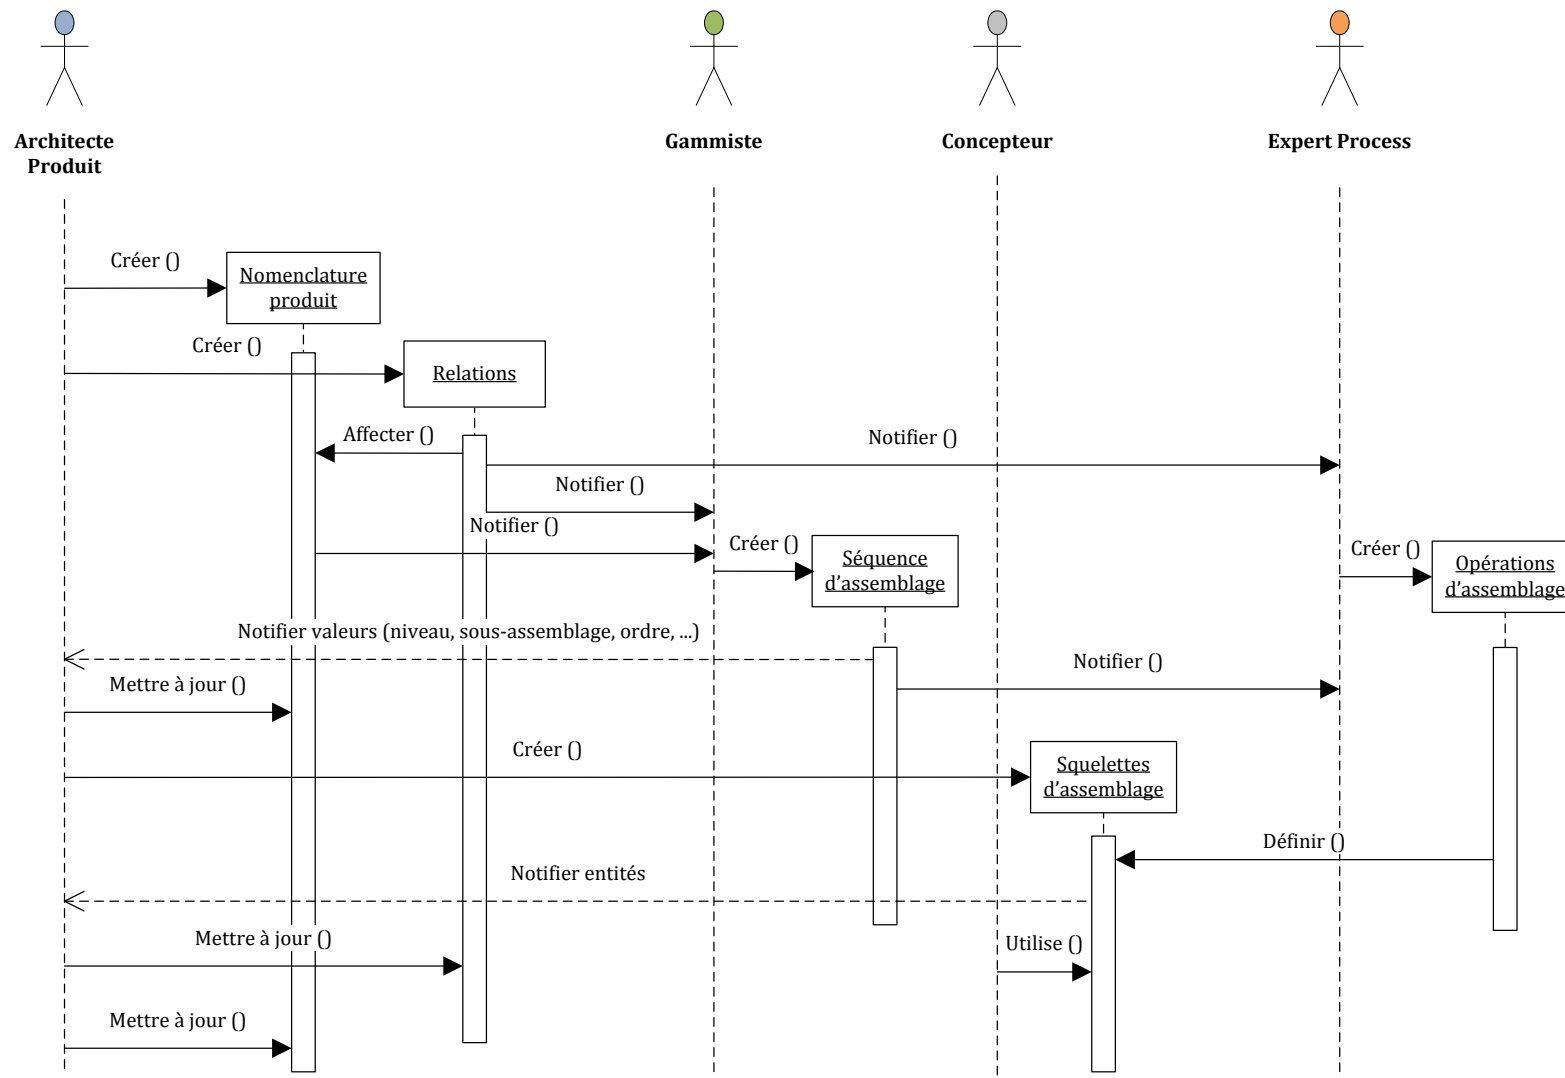 Architecte
Produit
Gammiste
Concepteur
Expert Process
Créer ()
Nomenclature
produit
Créer ()
Relations
Affecter ()
Notifier ()
Notifier ()
Notifier ()
Créer ()
Séquence
d’assemblage
Créer ()
Opérations
d’assemblage
Notifier valeurs (niveau, sous-assemblage, ordre, ...)
Notifier ()
Mettre à jour ()
Créer ()
Squelettes
d’assemblage
Définir ()
Notifier entités
Mettre à jour ()
Utilise ()
Mettre à jour ()